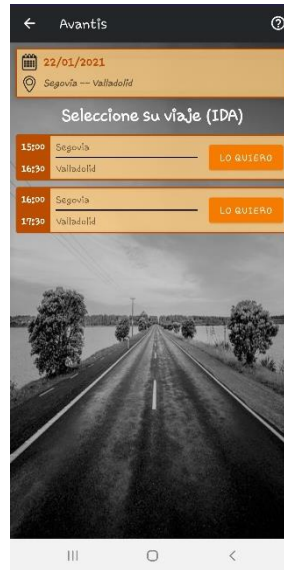 Avantis
22/01/2021
Segovia -- Valladolid
Seleccione su viaje (IDA)
15:00 Segovia
LO QUIERO
16:30 Valladolid
16:00 Segovia
LO QUIERO
17:30 Valladolid